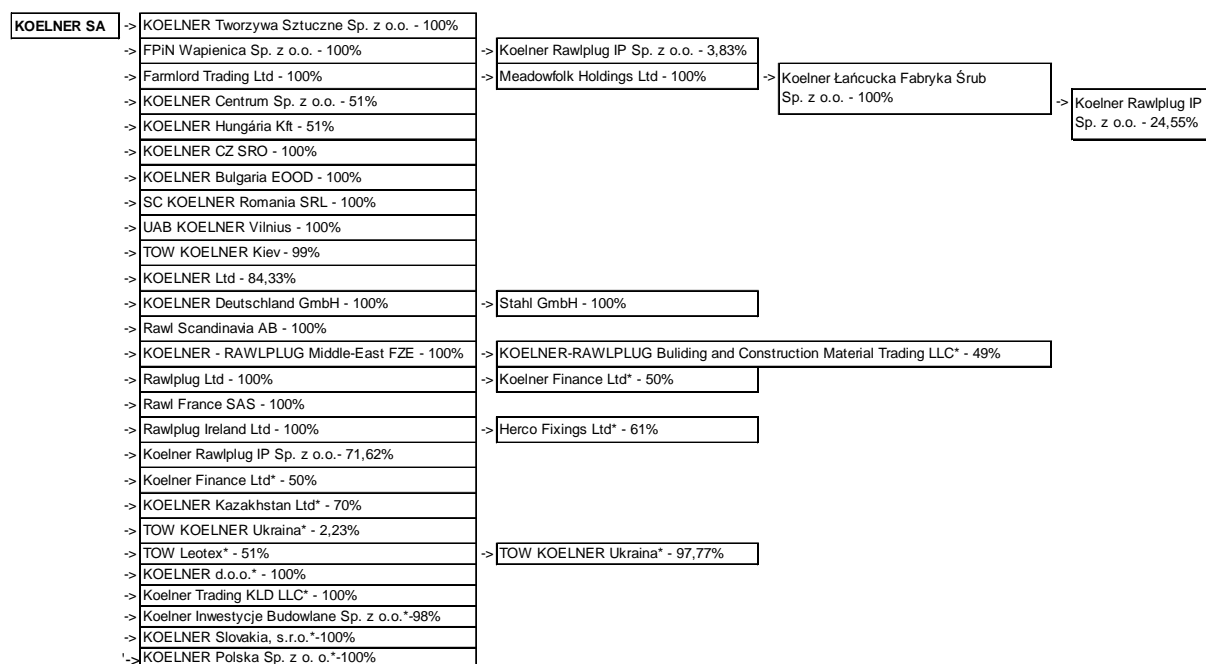 KOELNER SA -> KOELNER Tworzywa Sztuczne Sp. z o.o. - 100%
-> FPiN Wapienica Sp. z o.o. - 100% -> Koelner Rawlplug IP Sp. z o.o. - 3,83%
-> Farmlord Trading Ltd - 100% -> Meadowfolk Holdings Ltd - 100% -> Koelner Łańcucka Fabryka Śrub
Sp. z o.o. - 100%
-> Koelner Rawlplug IP
Sp. z o.o. - 24,55%
-> KOELNER Centrum Sp. z o.o. - 51%
-> KOELNER Hungária Kft - 51%
-> KOELNER CZ SRO - 100%
-> KOELNER Bulgaria EOOD - 100%
-> SC KOELNER Romania SRL - 100%
-> UAB KOELNER Vilnius - 100%
-> TOW KOELNER Kiev - 99%
-> KOELNER Ltd - 84,33%
-> KOELNER Deutschland GmbH - 100% -> Stahl GmbH - 100%
-> Rawl Scandinavia AB - 100%
-> KOELNER - RAWLPLUG Middle-East FZE - 100% -> KOELNER-RAWLPLUG Buliding and Construction Material Trading LLC* - 49%
-> Rawlplug Ltd - 100% -> Koelner Finance Ltd* - 50%
-> Rawl France SAS - 100%
-> Rawlplug Ireland Ltd - 100% -> Herco Fixings Ltd* - 61%
-> Koelner Rawlplug IP Sp. z o.o.- 71,62%
-> Koelner Finance Ltd* - 50%
-> KOELNER Kazakhstan Ltd* - 70%
-> TOW KOELNER Ukraina* - 2,23%
-> TOW Leotex* - 51% -> TOW KOELNER Ukraina* - 97,77%
-> KOELNER d.o.o.* - 100%
-> Koelner Trading KLD LLC* - 100%
-> Koelner Inwestycje Budowlane Sp. z o.o.*-98%
-> KOELNER Slovakia, s.r.o.*-100%
'-> KOELNER Polska Sp. z o. o.*-100%